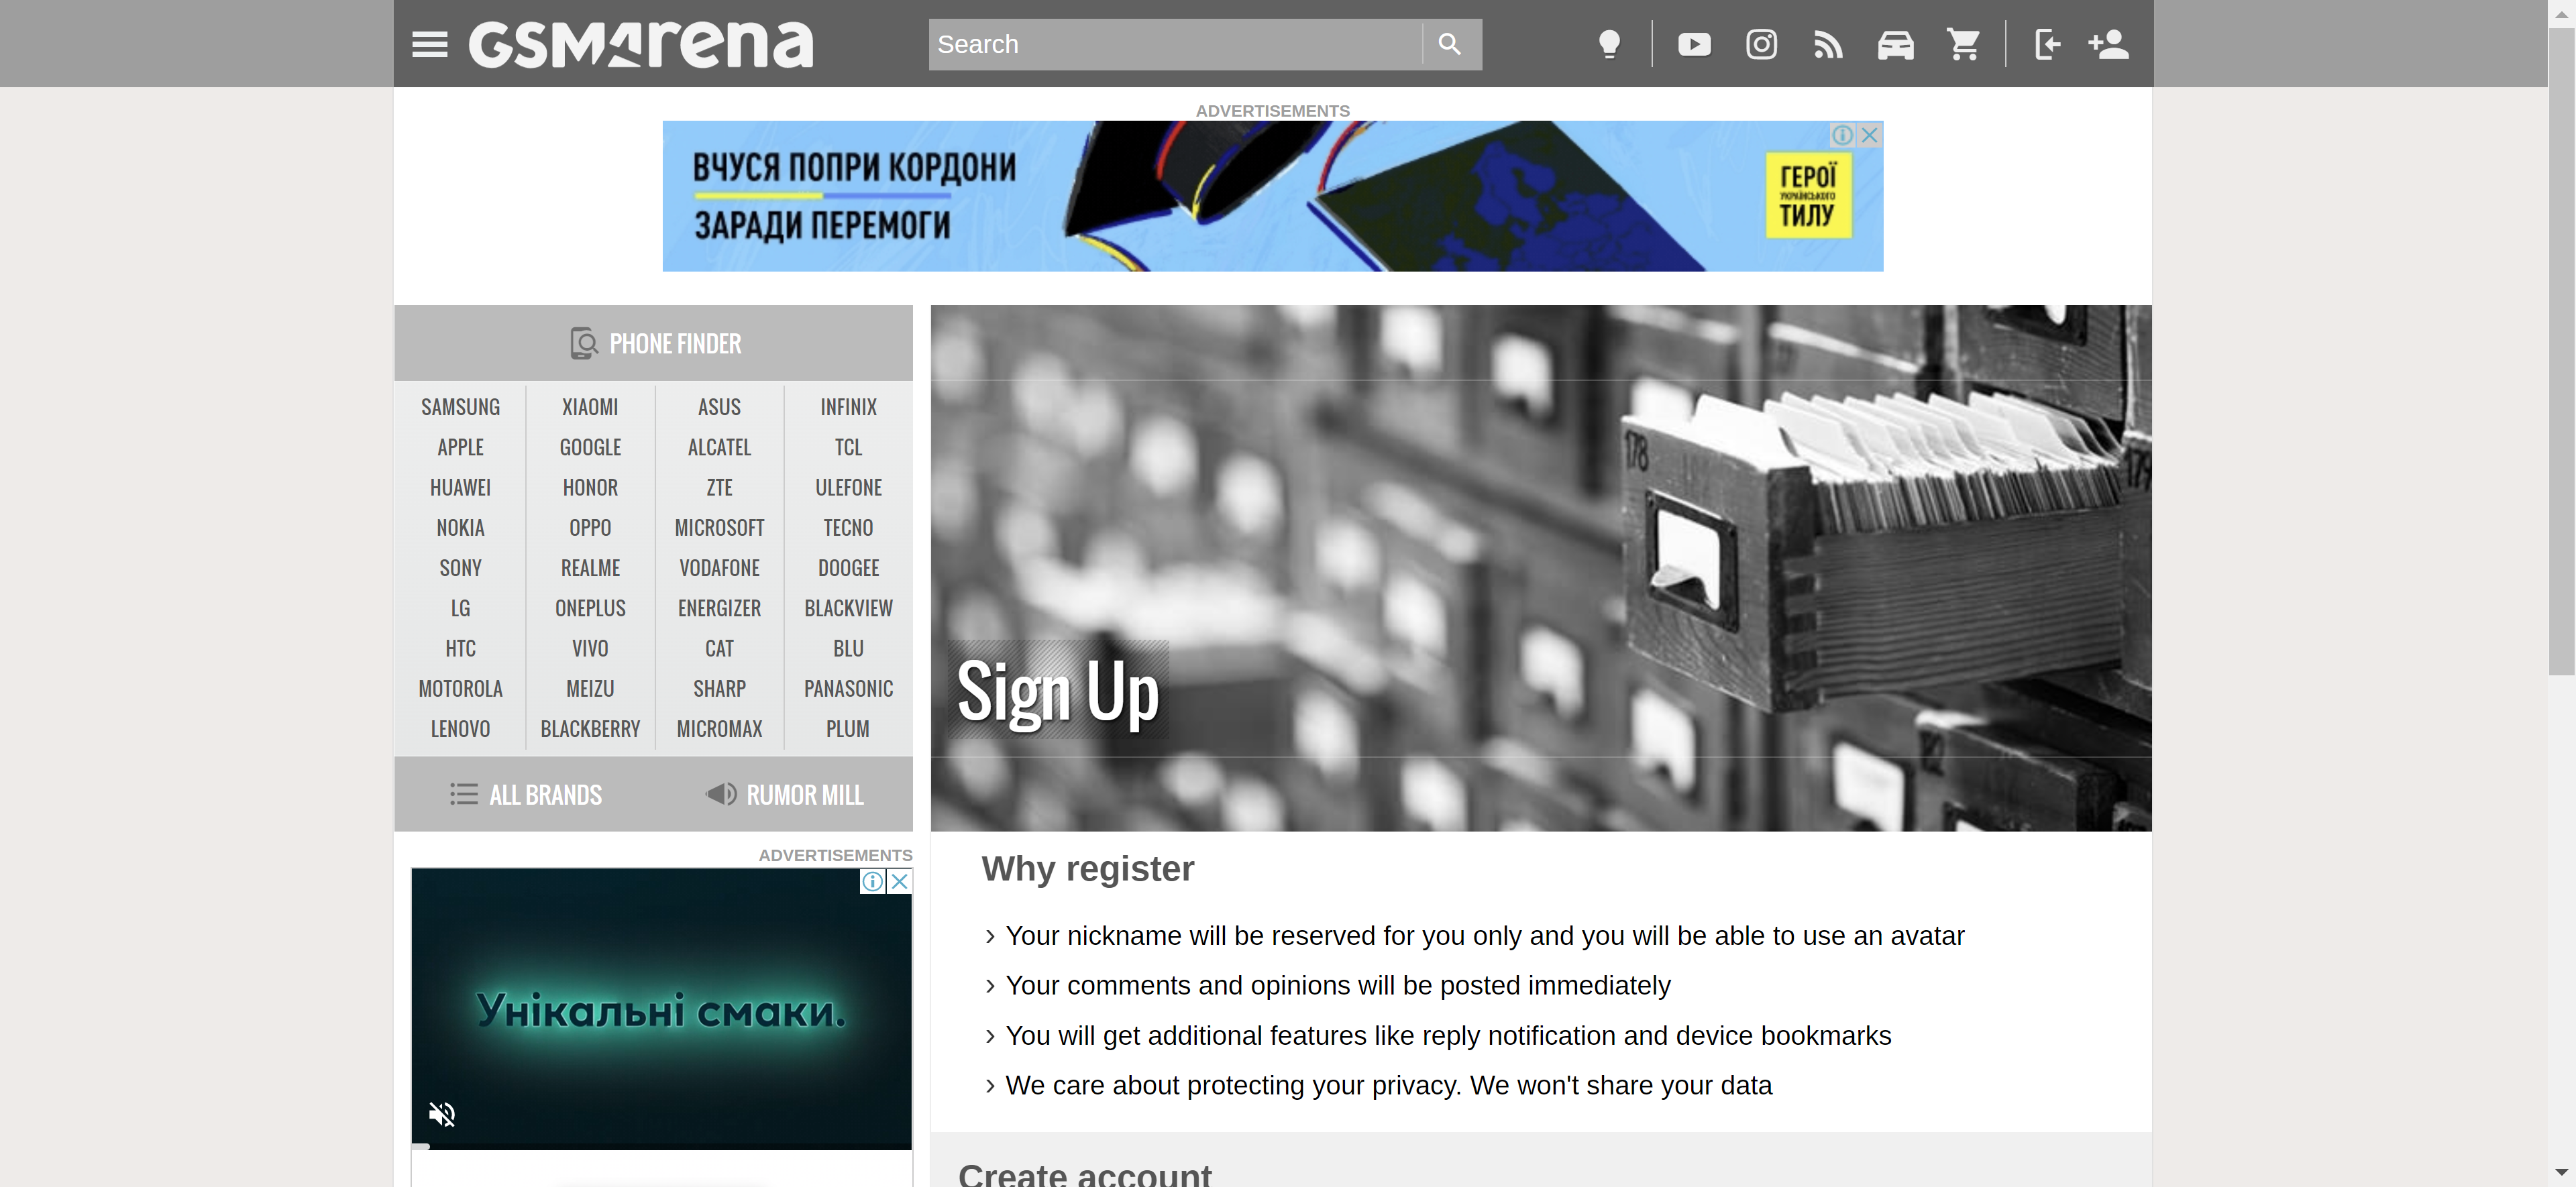 GSMArena
Search
ADVERTISEMENTS
ВЧУСЯ ПОПРИ КОРДОНИ
ЗАРАДИ ПЕРЕМОГИ
ГЕРОЇ
УКРАЇНСЬКОГО
ТИЛУ
PHONE FINDER
SAMSUNG XIAOMI ASUS INFINIX
APPLE GOOGLE ALCATEL TCL
HUAWEI HONOR ZTE ULEFONE
NOKIA OPPO MICROSOFT TECNO
SONY REALME VODAFONE DOOGEE
LG ONEPLUS ENERGIZER BLACKVIEW
HTC VIVO CAT BLU
MOTOROLA MEIZU SHARP PANASONIC
LENOVO BLACKBERRY MICROMAX PLUM
ALL BRANDS RUMOR MILL
178
Sign Up
ADVERTISEMENTS
Унікальні смаки.
Why register
Your nickname will be reserved for you only and you will be able to use an avatar
Your comments and opinions will be posted immediately
You will get additional features like reply notification and device bookmarks
We care about protecting your privacy. We won't share your data
Create account